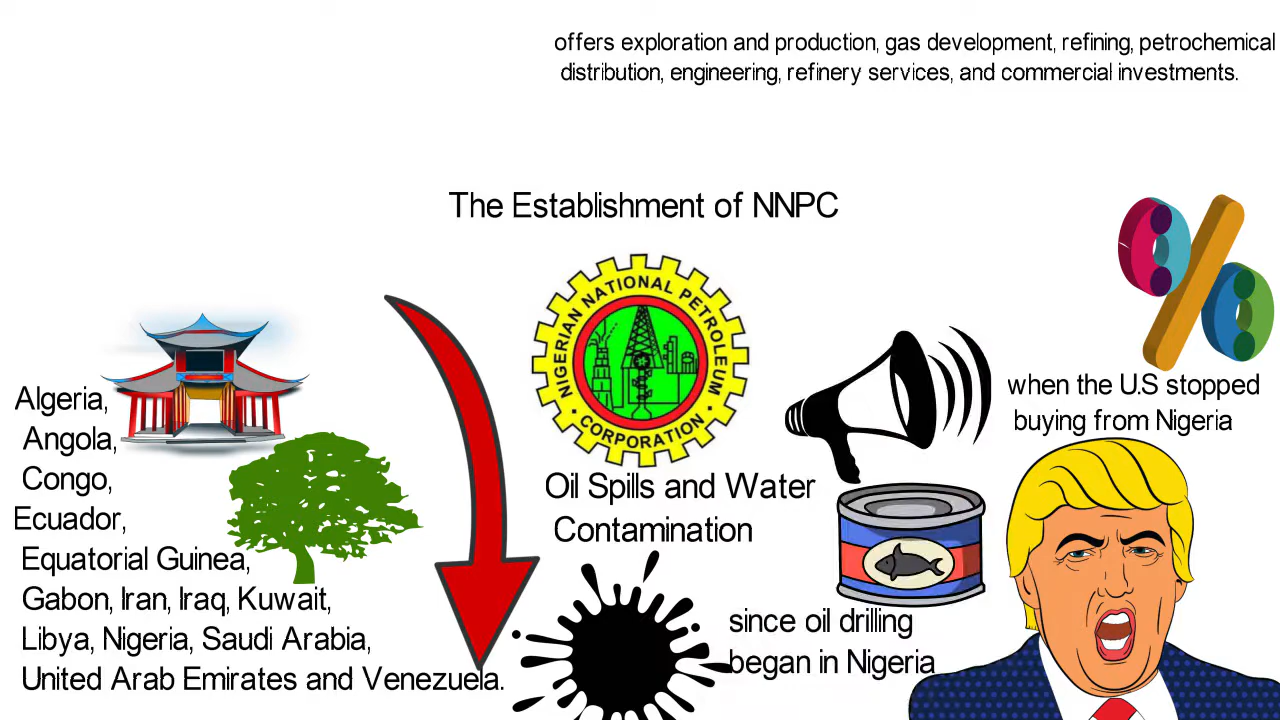 offers exploration and production, gas development, refining, petrochemical
distribution, engineering, refinery services, and commercial investments.
The Establishment of NNPC
NIGERIAN NATIONAL PETROLEUM
CORPORATION
when the U.S stopped
buying from Nigeria
Algeria,
Angola,
Congo,
Ecuador,
Equatorial Guinea,
Gabon, Iran, Iraq, Kuwait,
Libya, Nigeria, Saudi Arabia,
United Arab Emirates and Venezuela.
Oil Spills and Water
Contamination
since oil drilling
began in Nigeria